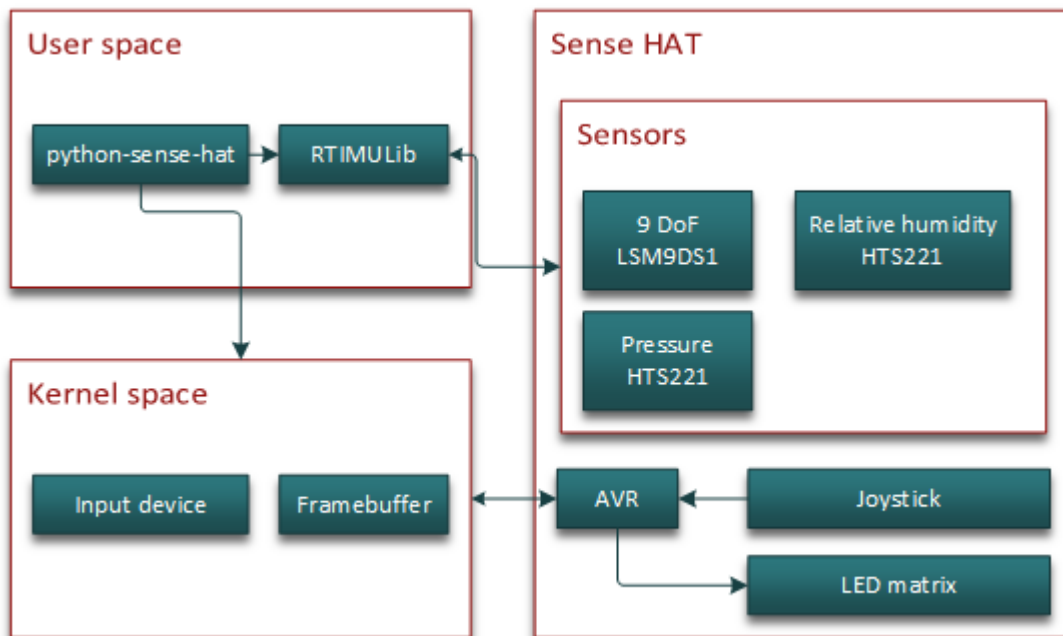 User space
python-sense-hat
RTIMULib
Kernel space
Input device
Framebuffer
Sense HAT
Sensors
9 DoF
LSM9DS1
Relative humidity
HTS221
Pressure
HTS221
AVR
Joystick
LED matrix